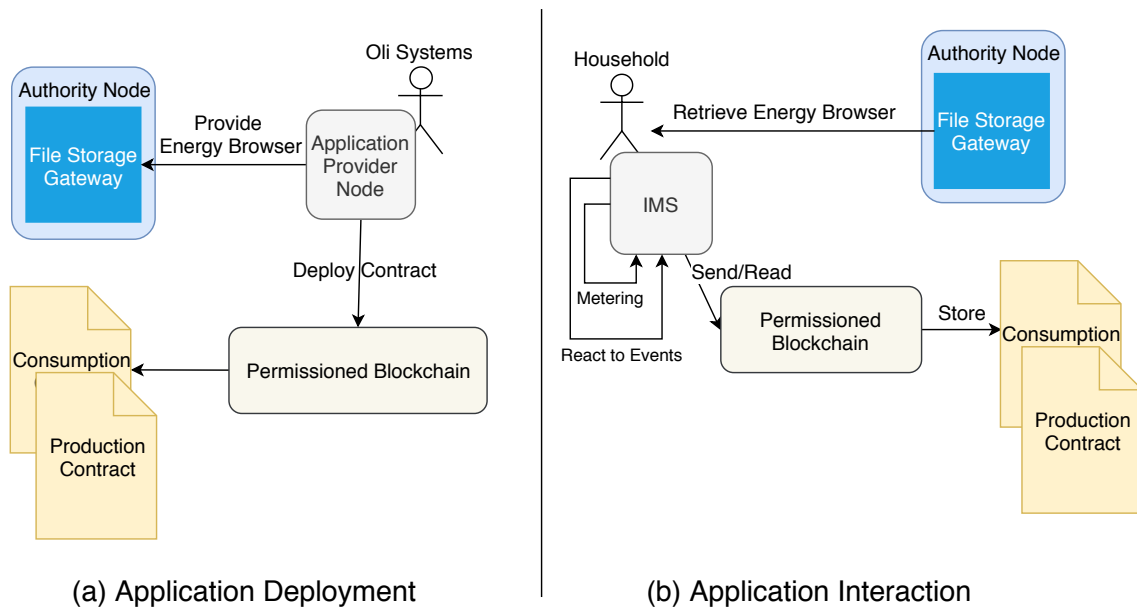 Oli Systems
Authority Node
File Storage
Gateway
Provide
Energy Browser
Application
Provider
Node
Deploy Contract
Permissioned Blockchain
Consumption
Production
Contract
(a) Application Deployment
Household
Authority Node
File Storage
Gateway
Retrieve Energy Browser
IMS
Metering
React to Events
Send/Read
Permissioned
Blockchain
Store
Consumption
Production
Contract
(b) Application Interaction